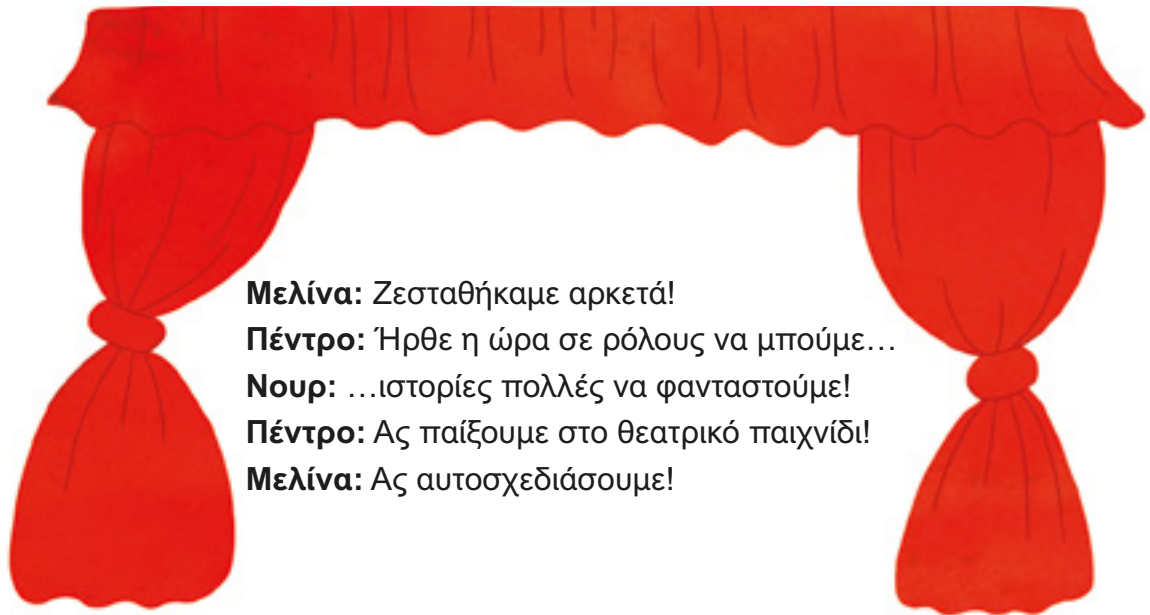 Μελίνα: Ζεσταθήκαμε αρκετά!
Πέντρο: Ήρθε η ώρα σε ρόλους να μπούμε…
Νουρ: …ιστορίες πολλές να φανταστούμε!
Πέντρο: Ας παίξουμε στο θεατρικό παιχνίδι!
Μελίνα: Ας αυτοσχεδιάσουμε!